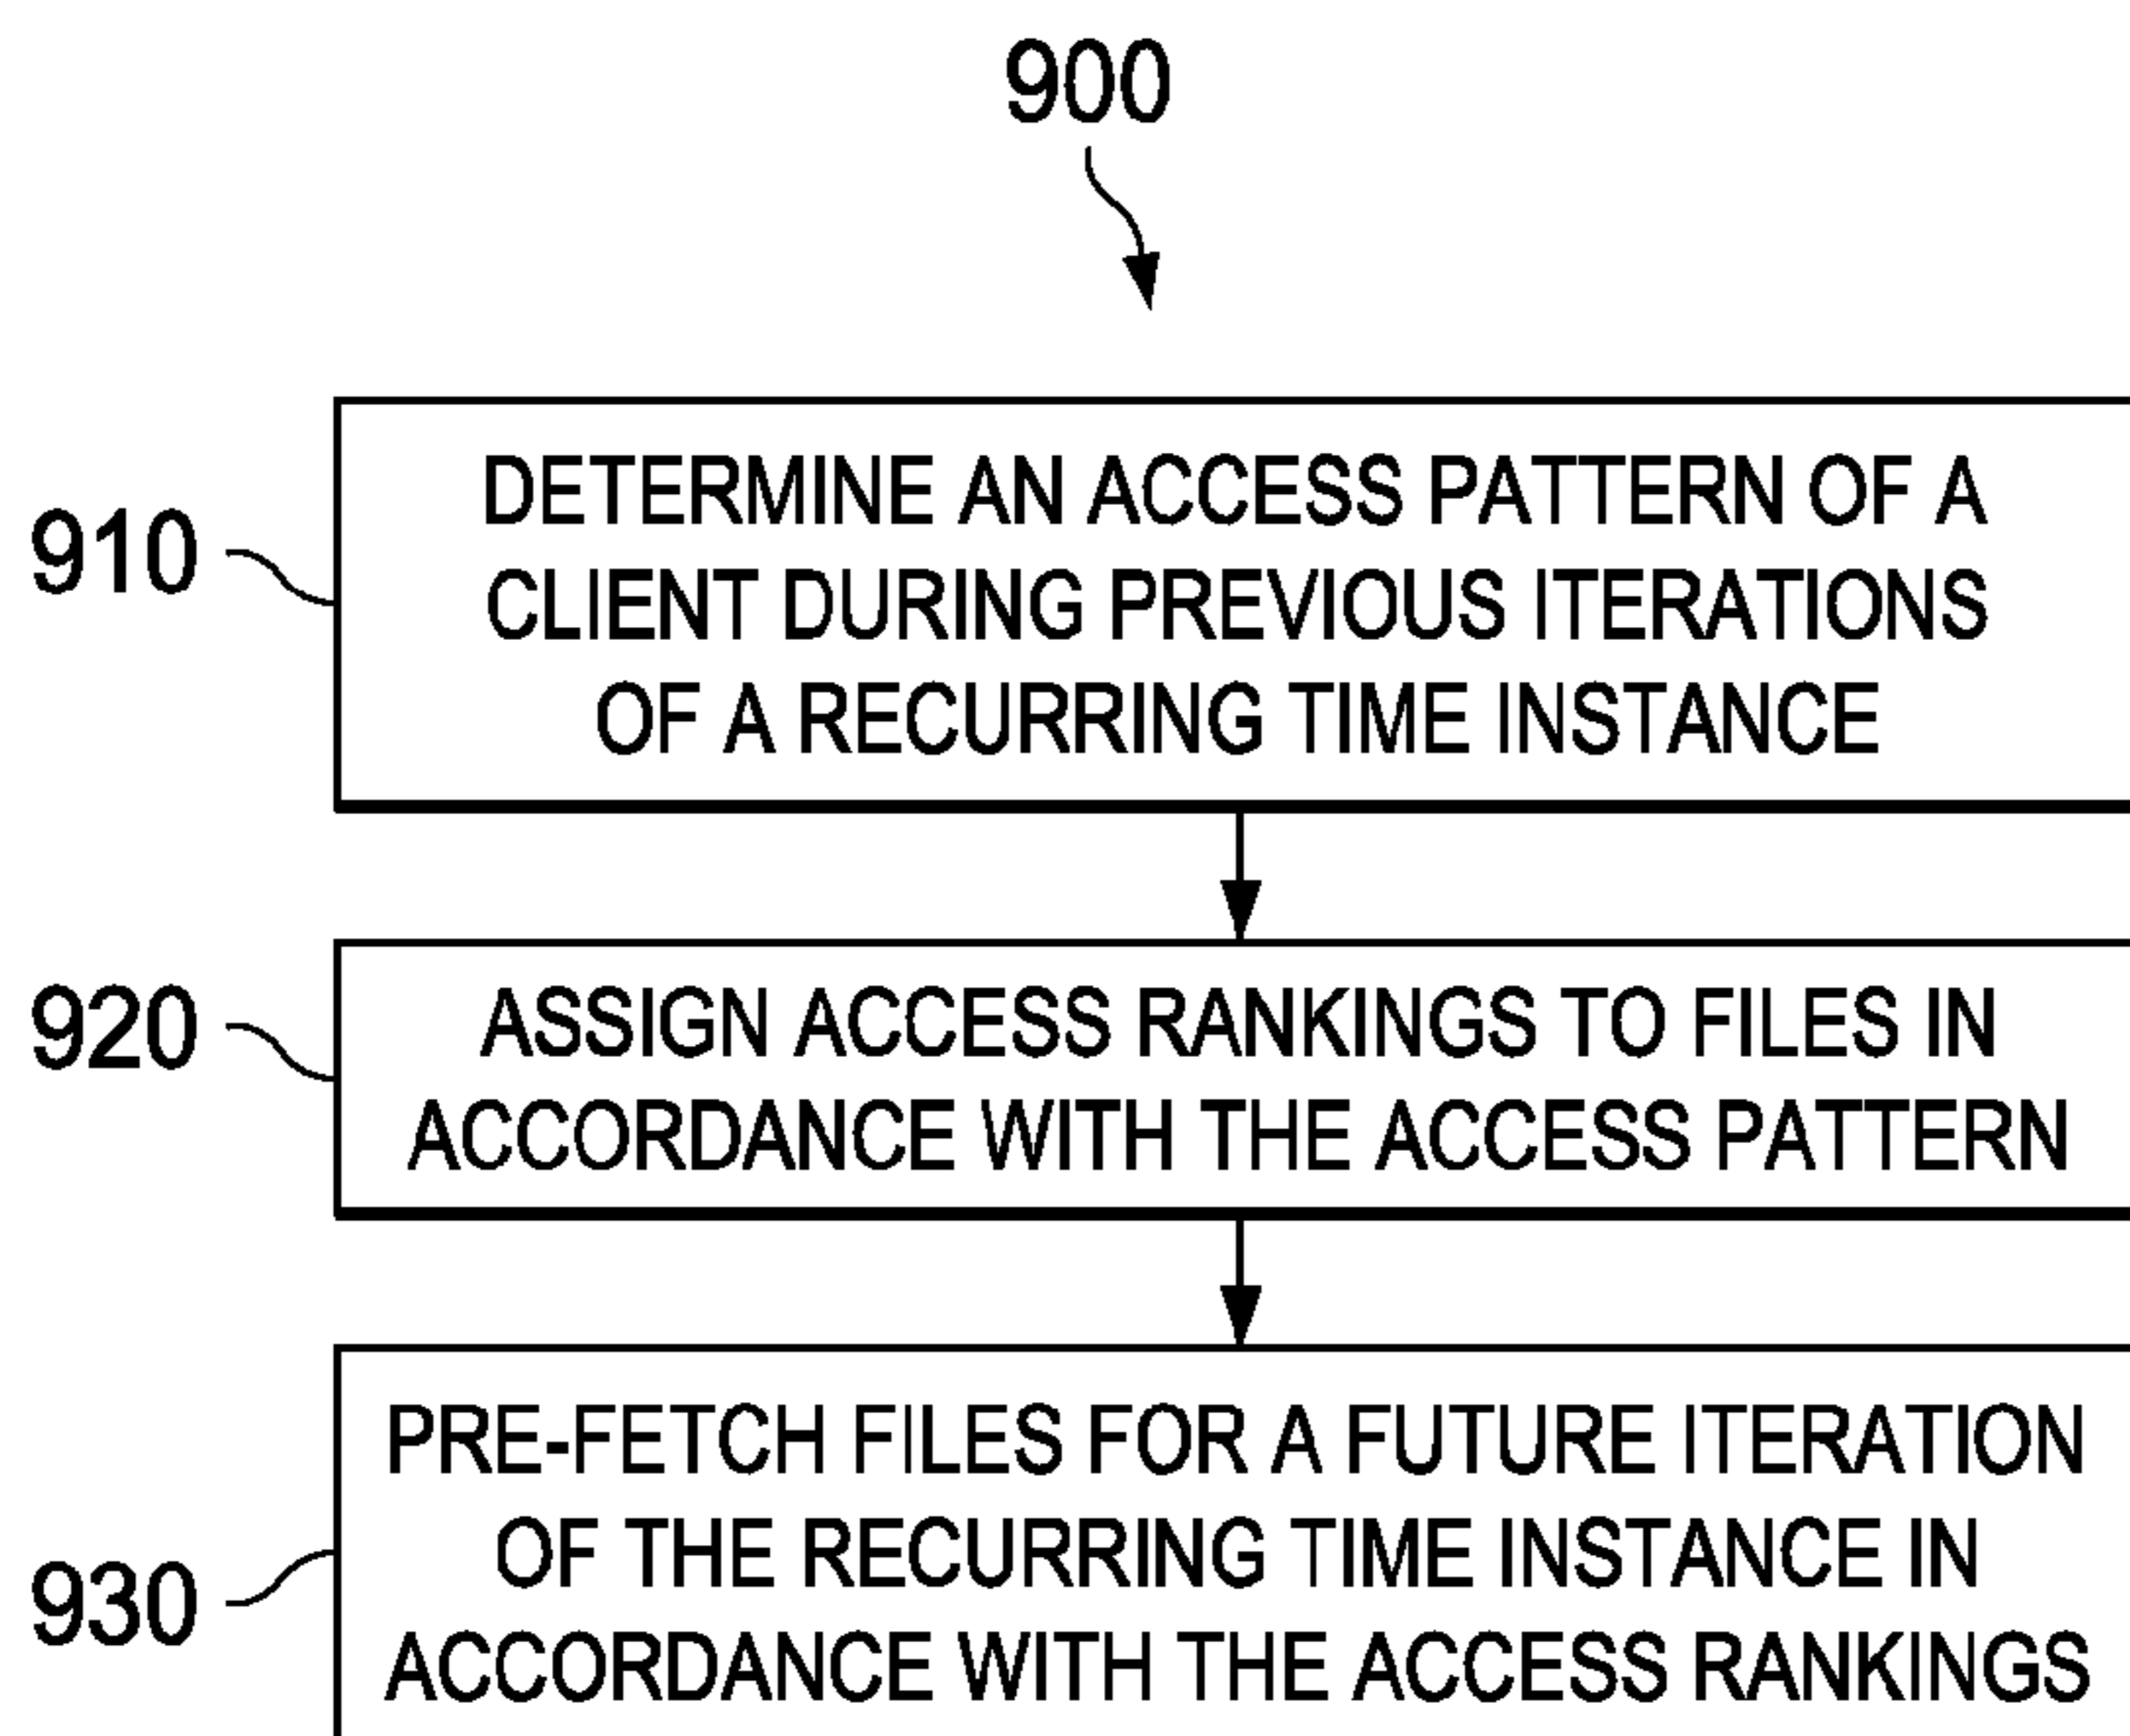 900
910
DETERMINE AN ACCESS PATTERN OF A
CLIENT DURING PREVIOUS ITERATIONS
OF A RECURRING TIME INSTANCE
920
ASSIGN ACCESS RANKINGS TO FILES IN
ACCORDANCE WITH THE ACCESS PATTERN
930
PRE-FETCH FILES FOR A FUTURE ITERATION
OF THE RECURRING TIME INSTANCE IN
ACCORDANCE WITH THE ACCESS RANKINGS